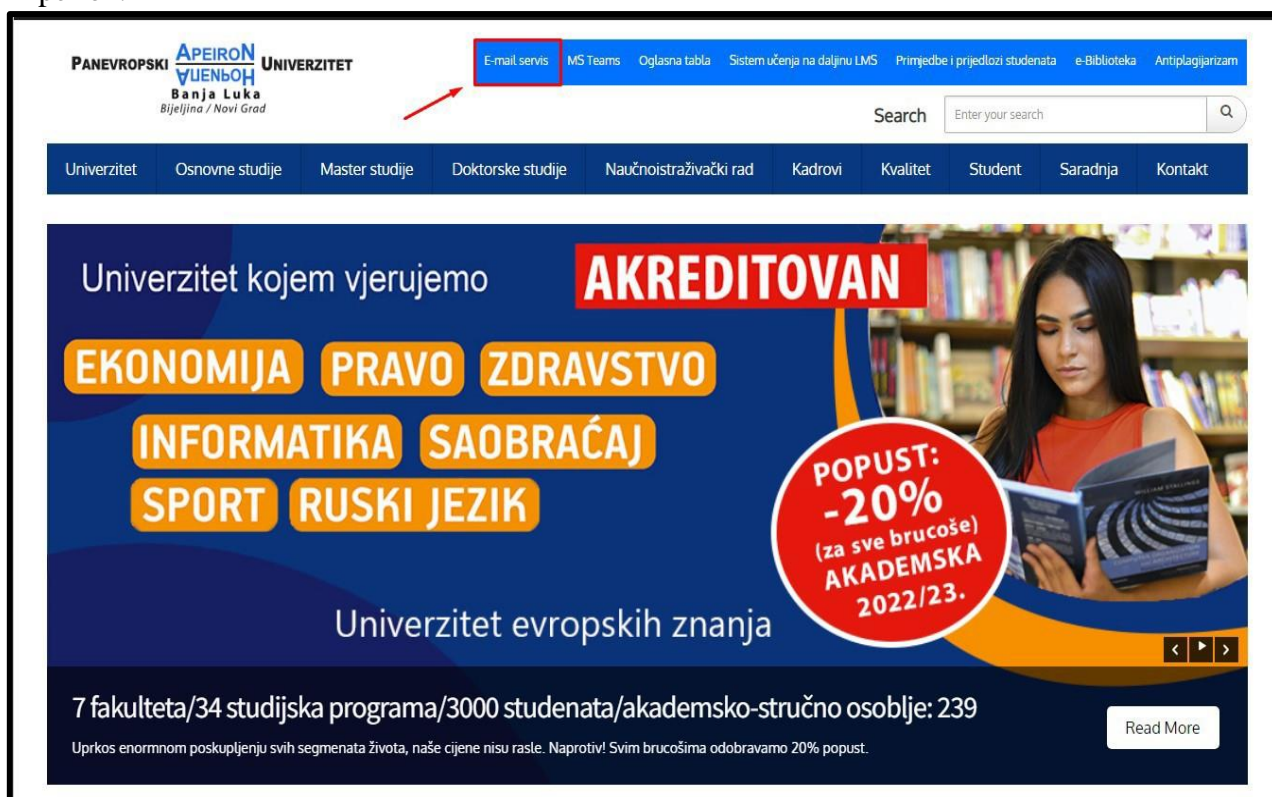 PANEVROPSKI APEIRON UNIVERZITET
Banja Luka
Bijeljina / Novi Grad
E-mail servis MS Teams Oglasna tabla Sistem učenja na daljinu LMS Primjedbe i prijedlozi studenata e-Biblioteka Antiplagijarizam
Search Enter your search
Univerzitet Osnovne studije Master studije Doktorske studije Naučnoistraživački rad Kadrovi Kvalitet Student Saradnja Kontakt
Univerzitet kojem vjerujemo
AKREDITOVAN
EKONOMIJA PRAVO ZDRAVSTVO
INFORMATIKA SAOBRAĆAJ
SPORT RUSKI JEZIK
POPUST:
-20%
(za sve brucoše)
AKADEMSKA
2022/23.
WILLIAM STALLINGS
Univerzitet evropskih znanja
7 fakulteta/34 studijska programa/3000 studenata/akademsko-stručno osoblje: 239
Uprkos enormnom poskupljenju svih segmenata života, naše cijene nisu rasle. Naprotiv! Svim brucošima odobravamo 20% popust.
Read More